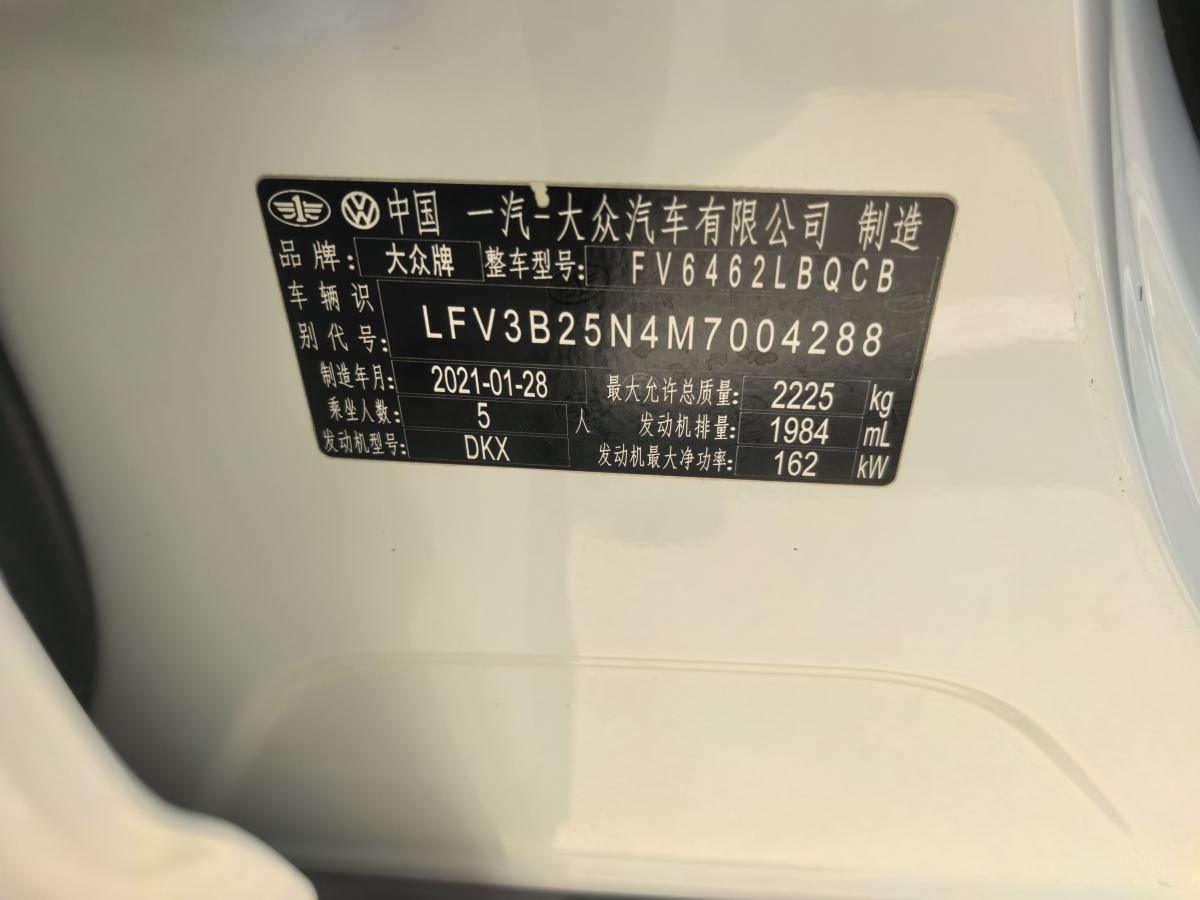 中国 一汽-大众汽车有限公司 制造
品牌: 大众牌 整车型号: FV6462LBQCB
车辆识
别代号: LFV3B25N4M7004288
制造年月: 2021-01-28 最大允许总质量: 2225 kg
乘坐人数: 5 人 发动机排量: 1984 mL
发动机型号: DKX 发动机最大净功率: 162 kW